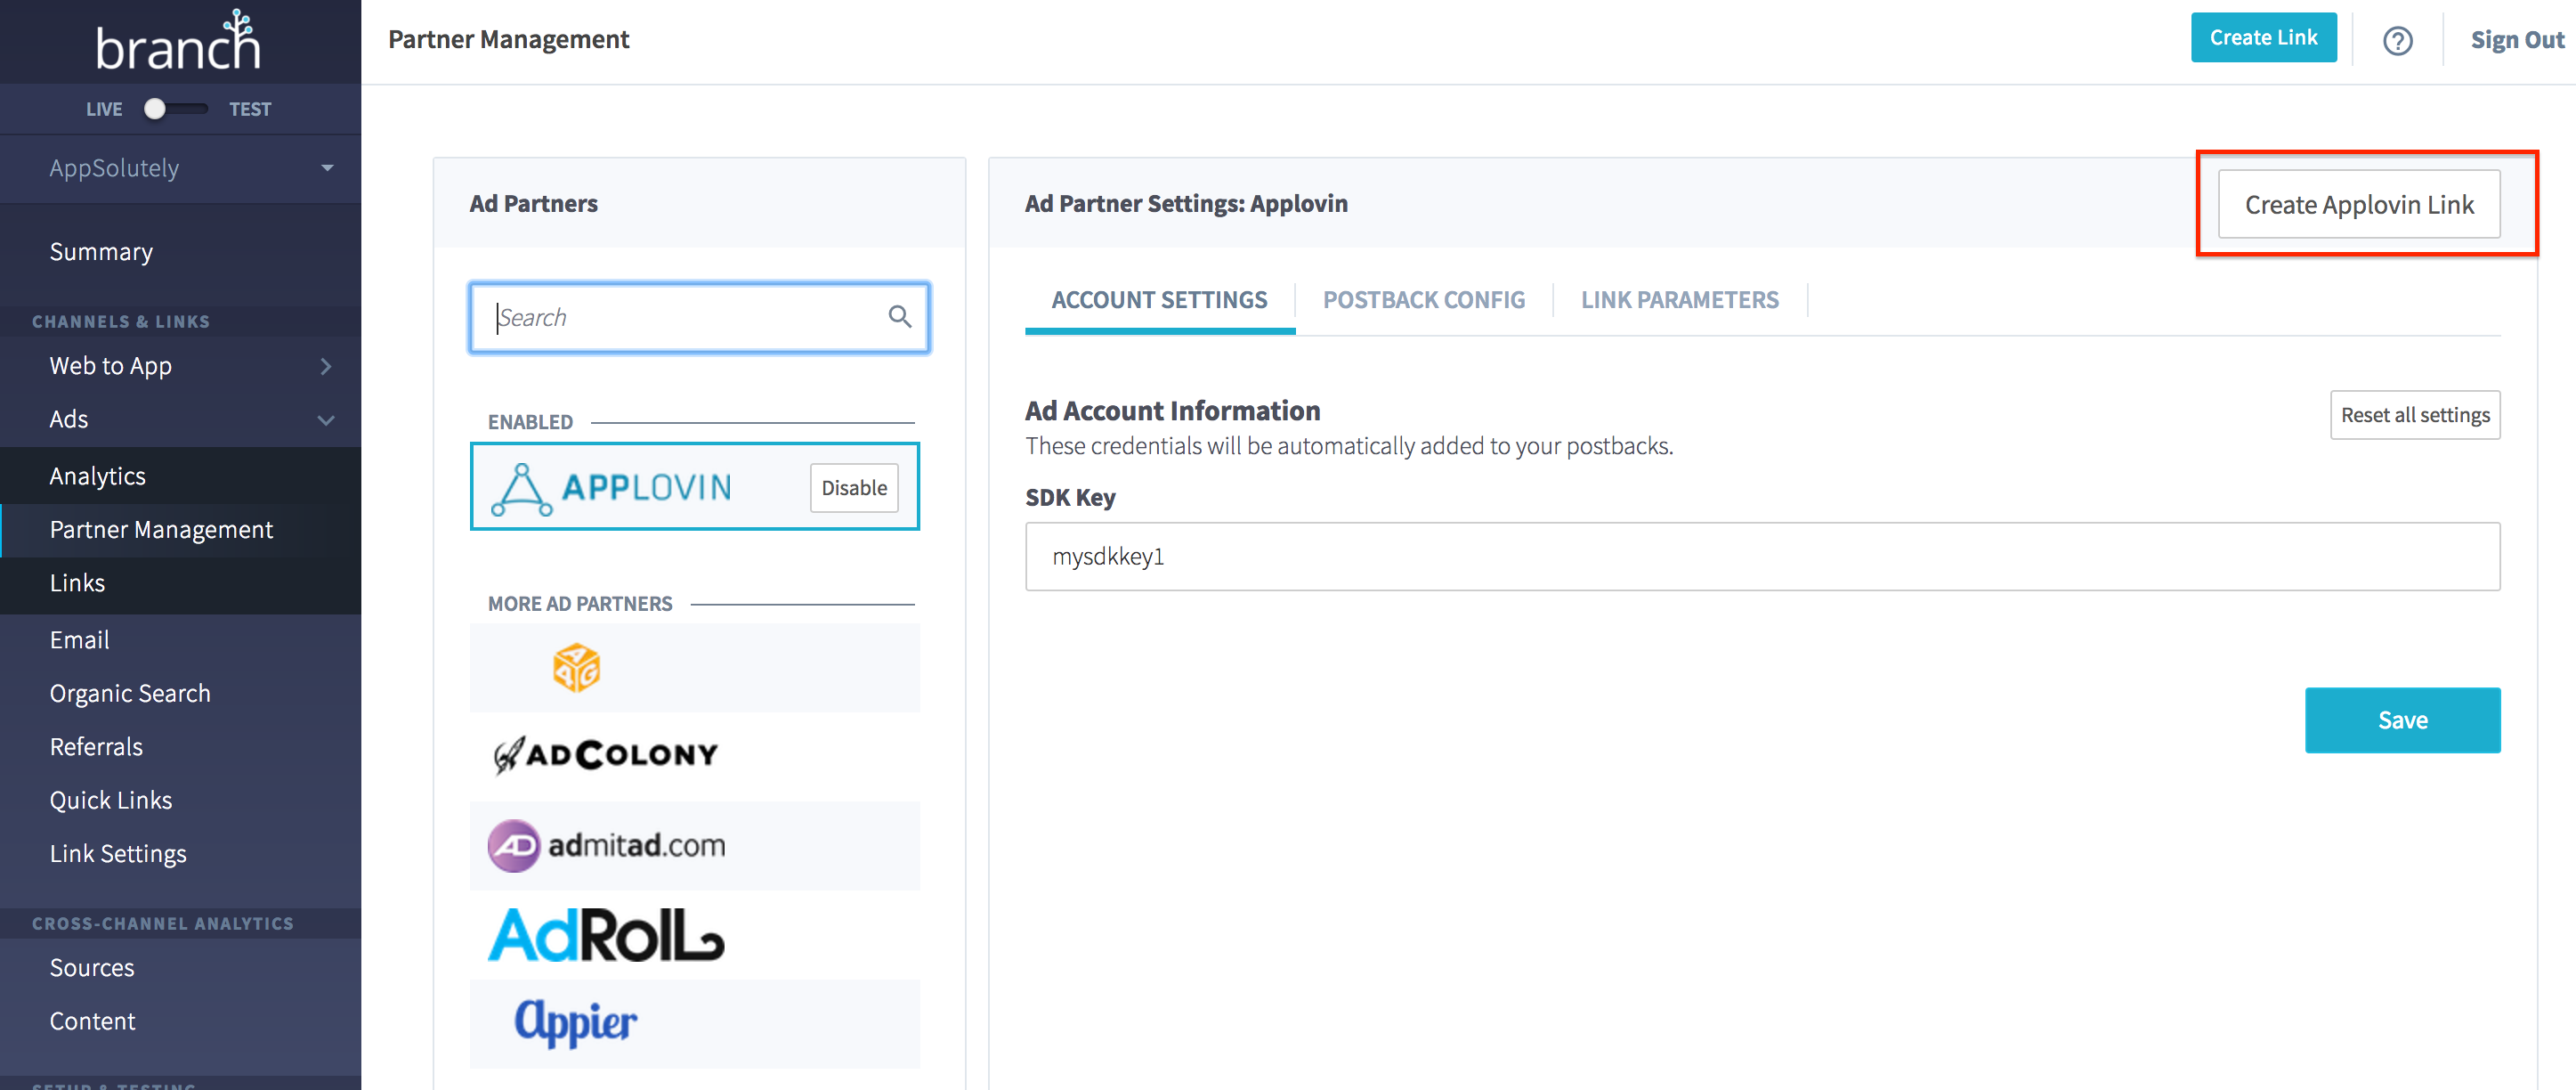 branch
LIVE TEST
AppSolutely
Summary
CHANNELS & LINKS
Web to App
Ads
Analytics
Partner Management
Links
Email
Organic Search
Referrals
Quick Links
Link Settings
CROSS-CHANNEL ANALYTICS
Sources
Content
SETUP & TESTING
Partner Management
Create Link
Sign Out
Ad Partners
Search
ENABLED
APPLOVIN
Disable
MORE AD PARTNERS
A4G
ADCOLONY
AD admitad.com
AdRoll
Appier
Ad Partner Settings: Applovin
Create Applovin Link
ACCOUNT SETTINGS
POSTBACK CONFIG
LINK PARAMETERS
Ad Account Information
Reset all settings
These credentials will be automatically added to your postbacks.
SDK Key
mysdkkey1
Save